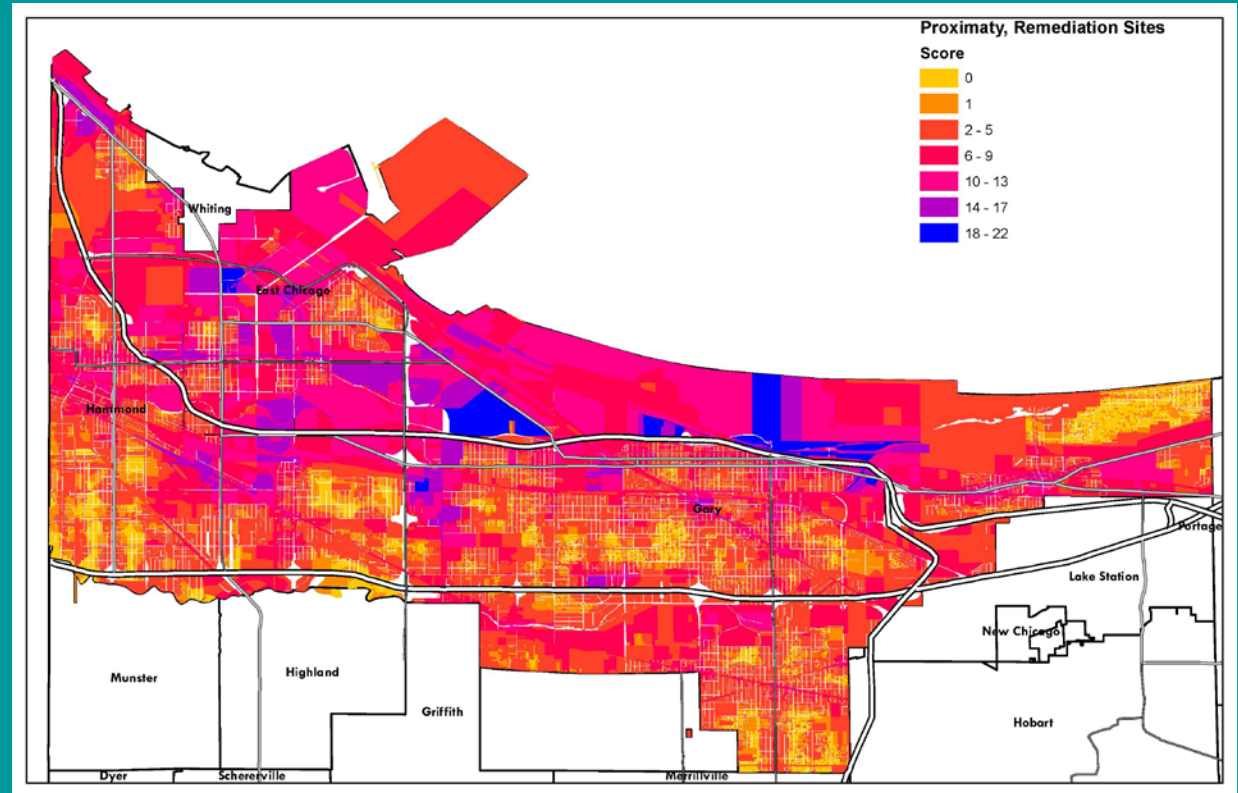 Proximaty, Remediation Sites
Score
0
1
2 - 5
6 - 9
10 - 13
14 - 17
18 - 22
Whiting
East Chicago
Hammond
Gary
Portage
Lake Station
New Chicago
Munster
Highland
Griffith
Hobart
Dyer
Schererville
Merrillville